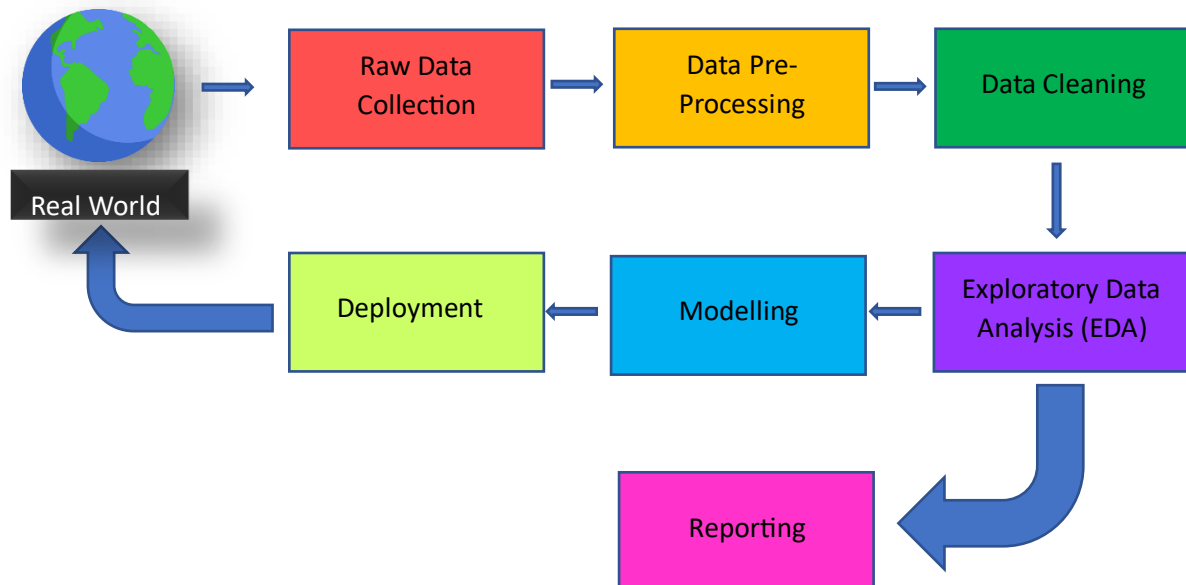 Raw Data
Collection
Data Pre-
Processing
Data Cleaning
Real World
Deployment
Modelling
Exploratory Data
Analysis (EDA)
Reporting